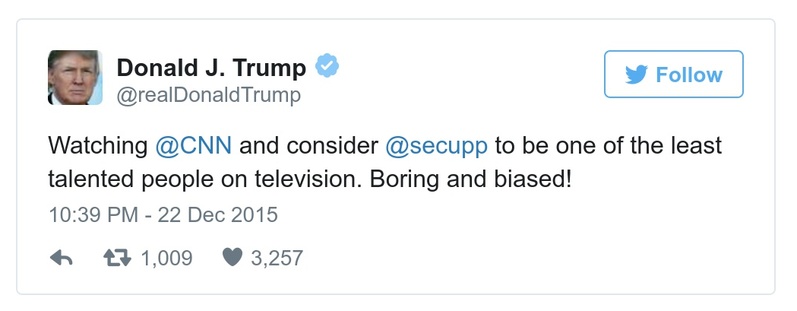 Donald J. Trump
@realDonaldTrump
Follow
Watching @CNN and consider @secupp to be one of the least
talented people on television. Boring and biased!
10:39 PM - 22 Dec 2015
1,009 3,257